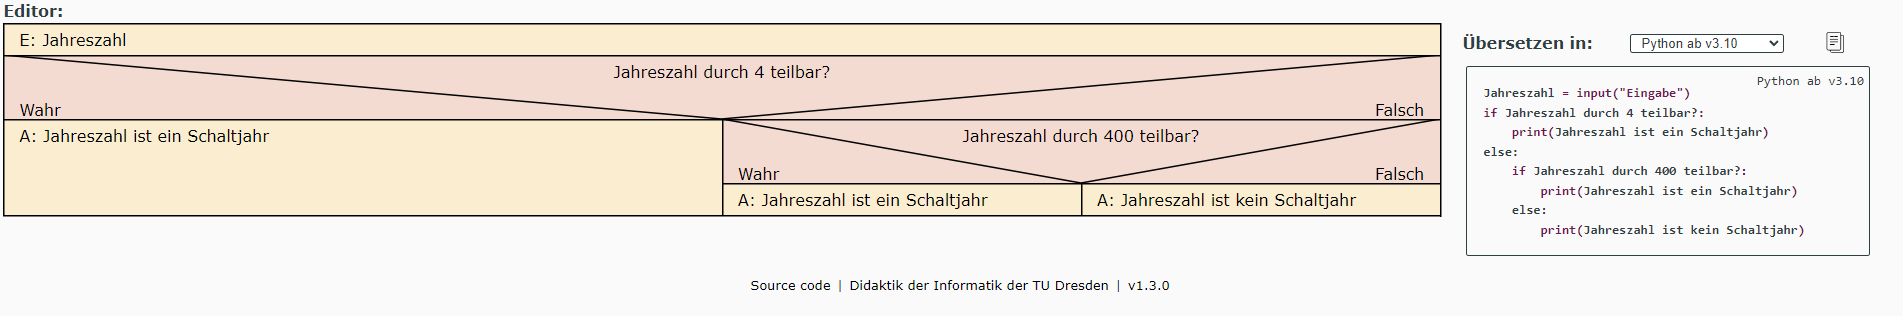 Editor:
E: Jahreszahl
Jahreszahl durch 4 teilbar?
Wahr
Falsch
A: Jahreszahl ist ein Schaltjahr
Jahreszahl durch 400 teilbar?
Wahr
Falsch
A: Jahreszahl ist ein Schaltjahr
A: Jahreszahl ist kein Schaltjahr
Übersetzen in:
Python ab v3.10
Python ab v3.10
Jahreszahl = input("Eingabe")
if Jahreszahl durch 4 teilbar?:
    print(Jahreszahl ist ein Schaltjahr)
else:
    if Jahreszahl durch 400 teilbar?:
        print(Jahreszahl ist ein Schaltjahr)
    else:
        print(Jahreszahl ist kein Schaltjahr)
Source code | Didaktik der Informatik der TU Dresden | v1.3.0